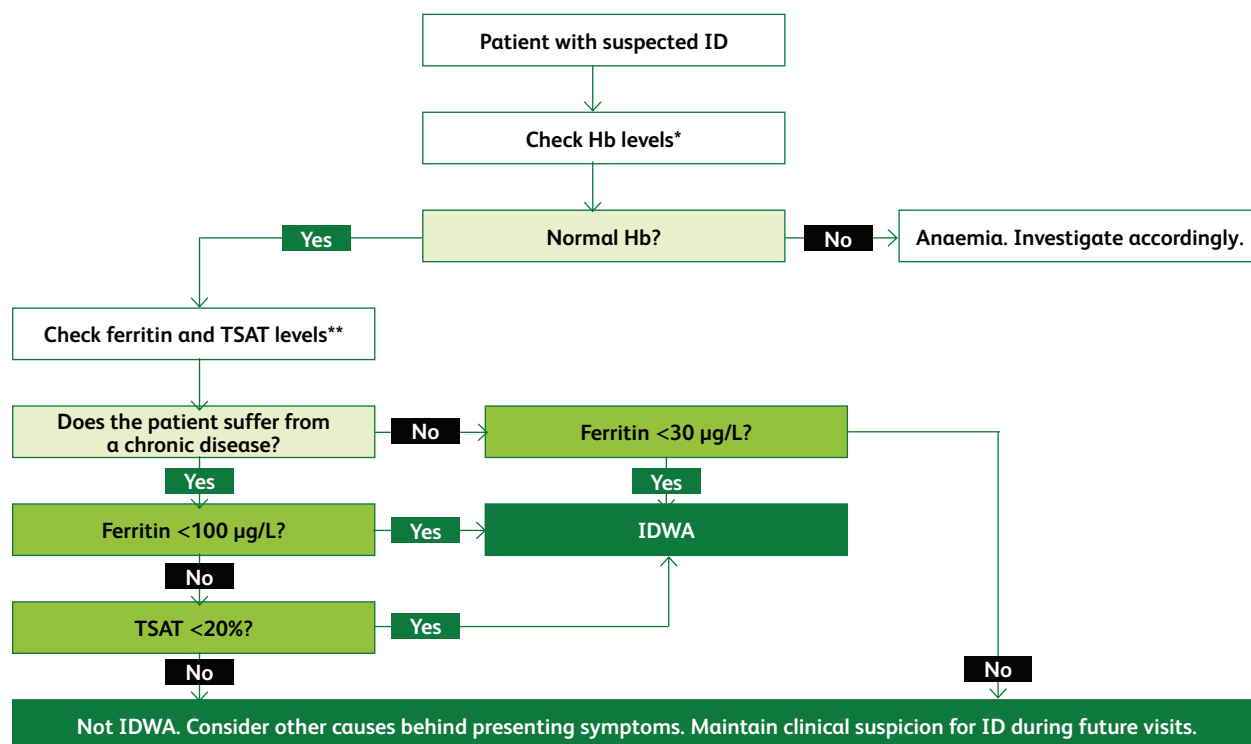 Patient with suspected ID
Check Hb levels*
Yes
Normal Hb?
No
Anaemia. Investigate accordingly.
Check ferritin and TSAT levels**
Does the patient suffer from
a chronic disease?
No
Ferritin <30 µg/L?
Yes
Yes
Ferritin <100 µg/L?
Yes
IDWA
No
TSAT <20%?
Yes
No
No
Not IDWA. Consider other causes behind presenting symptoms. Maintain clinical suspicion for ID during future visits.